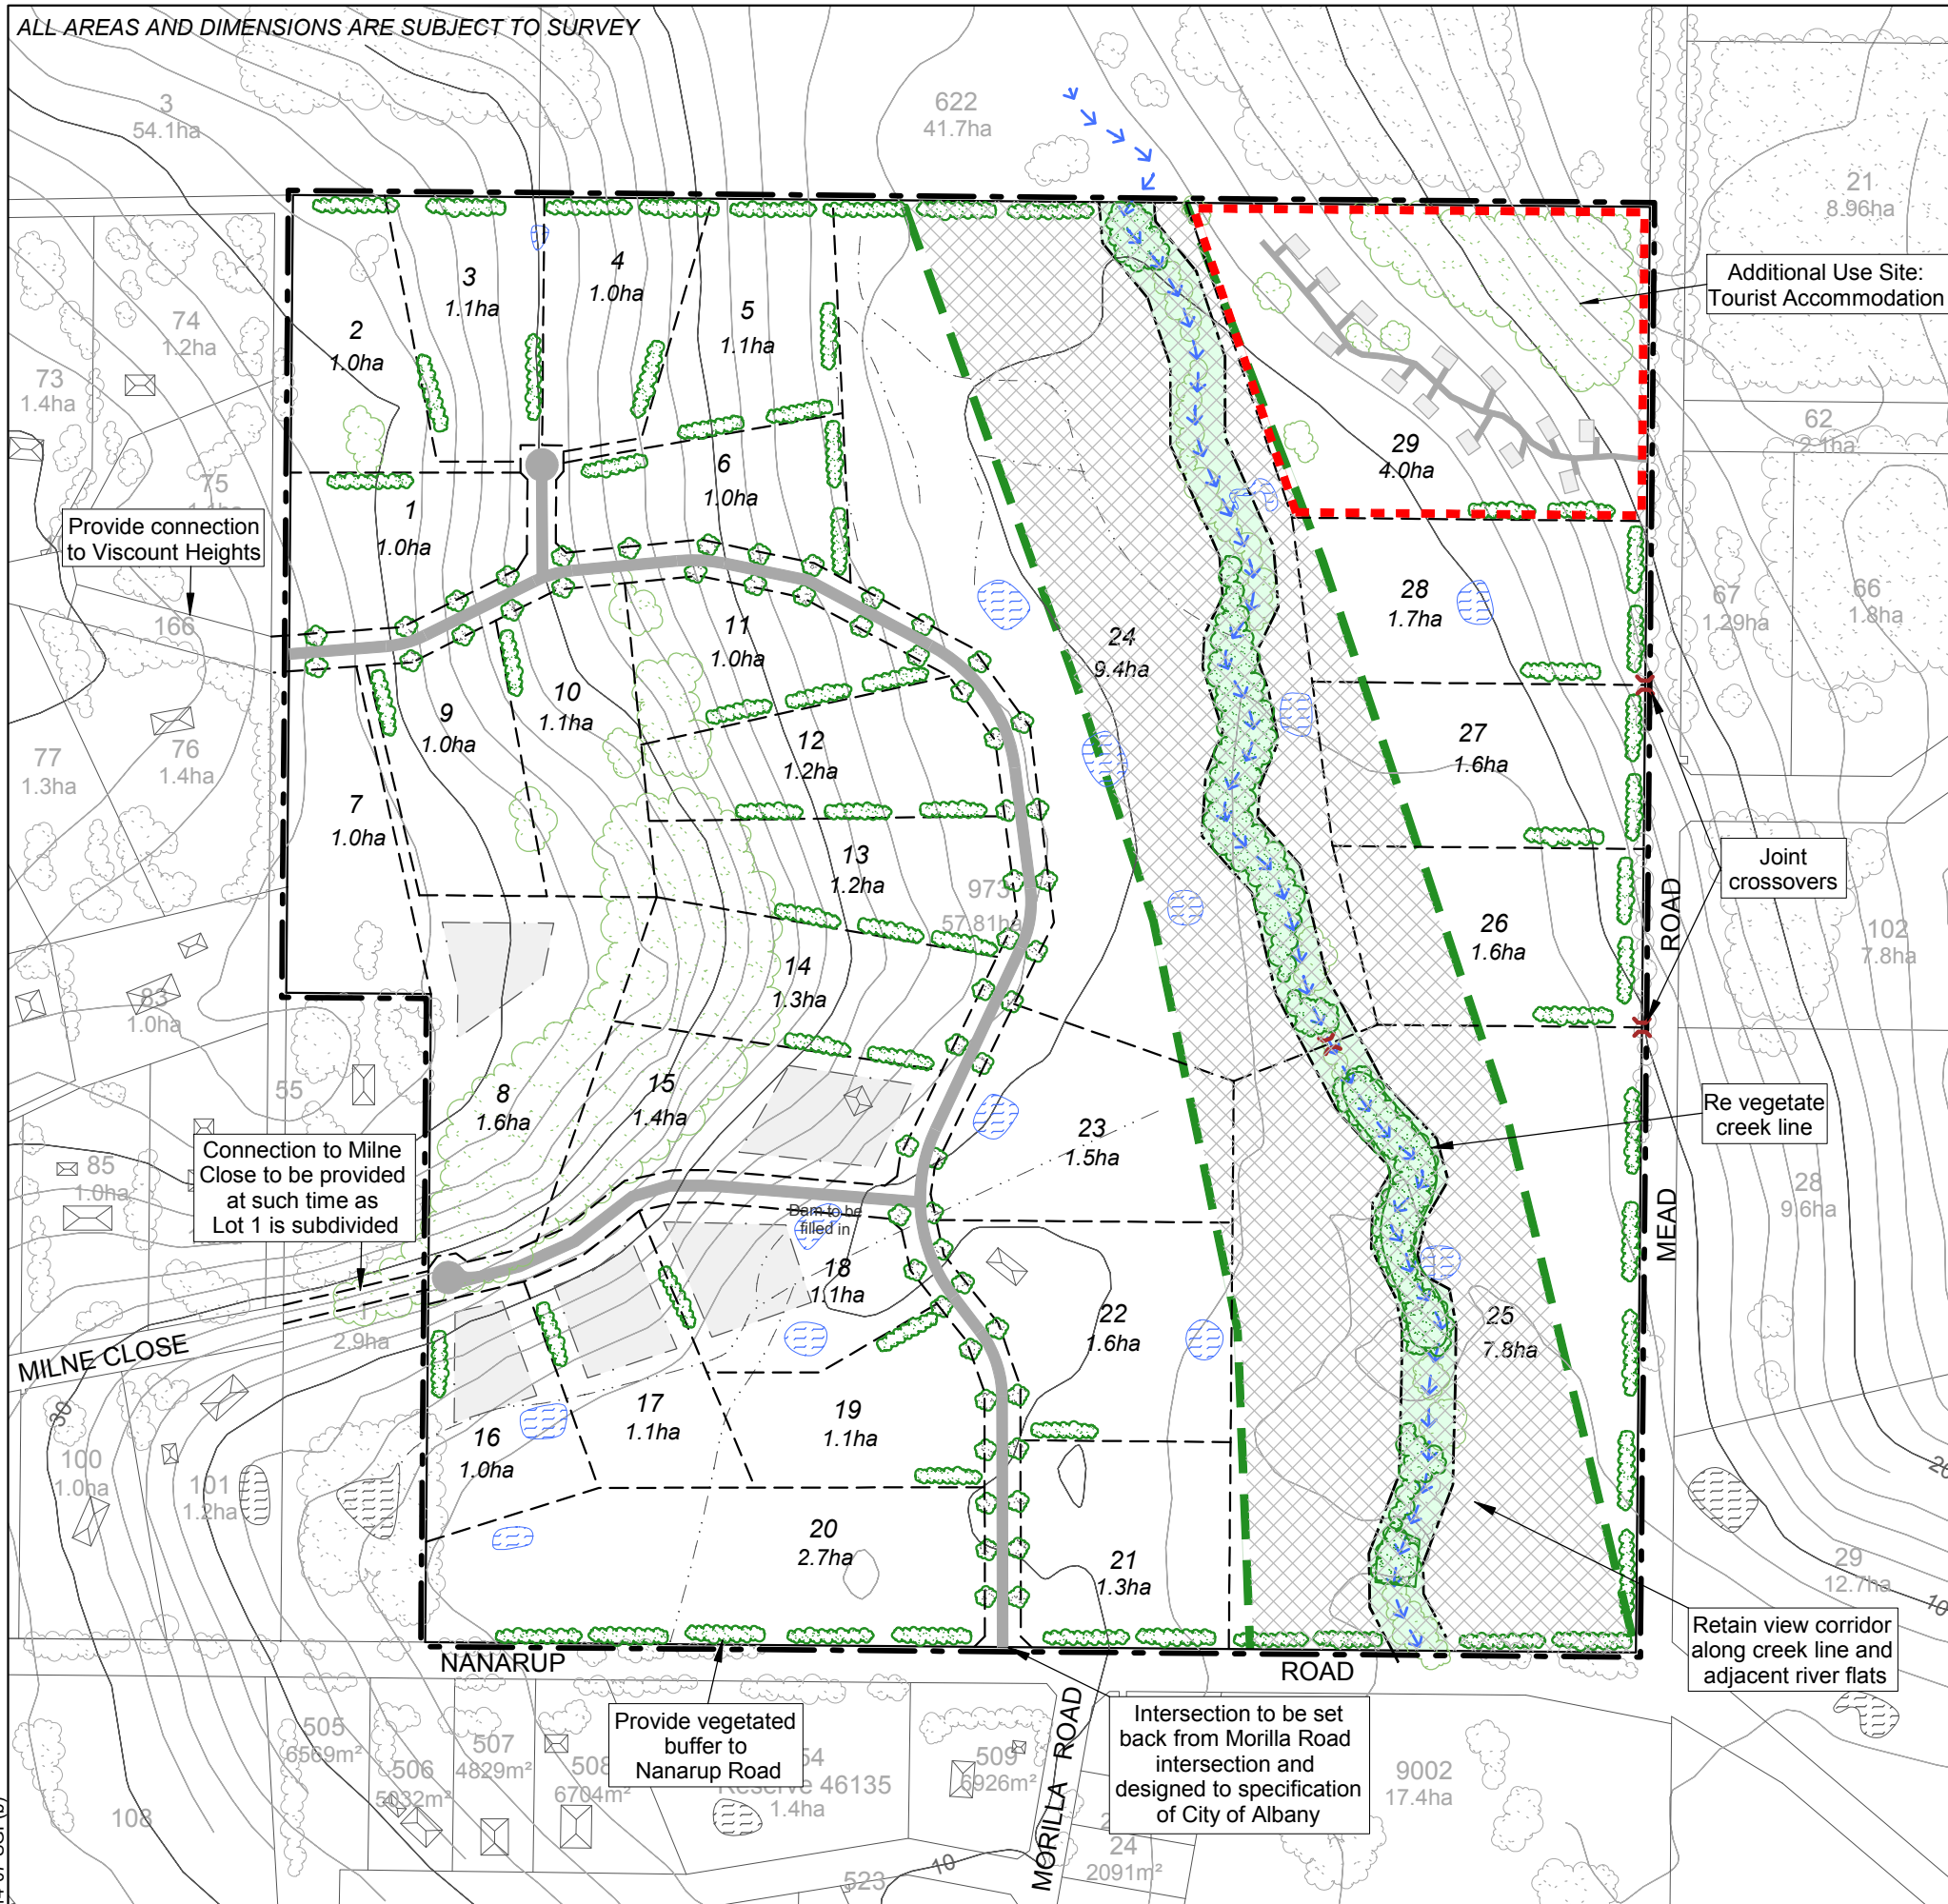 ALL AREAS AND DIMENSIONS ARE SUBJECT TO SURVEY
3
54.1ha
622
41.7ha
21
8.96ha
Additional Use Site:
Tourist Accommodation
2
1.0ha
3
1.1ha
4
1.0ha
5
1.1ha
74
1.2ha
73
1.4ha
75
6
1.0ha
29
4.0ha
62
2.1ha
1
1.0ha
Provide connection
to Viscount Heights
166
11
1.0ha
24
9.4ha
28
1.7ha
67
1.29ha
66
1.8ha
77
1.3ha
76
1.4ha
9
1.0ha
10
1.1ha
12
1.2ha
27
1.6ha
7
1.0ha
13
1.2ha
973
57.81ha
Joint
crossovers
ROAD
26
1.6ha
102
7.8ha
83
1.0ha
14
1.3ha
55
8
1.6ha
15
1.4ha
23
1.5ha
Re vegetate
creek line
85
1.0ha
Connection to Milne
Close to be provided
at such time as
Lot 1 is subdivided
28
9.6ha
MEAD
Dam to be
filled in
18
1.1ha
22
1.6ha
25
7.8ha
2.9ha
MILNE CLOSE
30
100
1.0ha
101
1.2ha
16
1.0ha
17
1.1ha
19
1.1ha
20
20
2.7ha
21
1.3ha
29
12.7ha
10
Retain view corridor
along creek line and
adjacent river flats
NANARUP
ROAD
Provide vegetated
buffer to
Nanarup Road
MORILLA ROAD
Intersection to be set
back from Morilla Road
intersection and
designed to specification
of City of Albany
505
6569m²
506
5032m²
507
4829m²
508
6704m²
Reserve 46135
1.4ha
509
6926m²
9002
17.4ha
108
24
2091m²
523
10